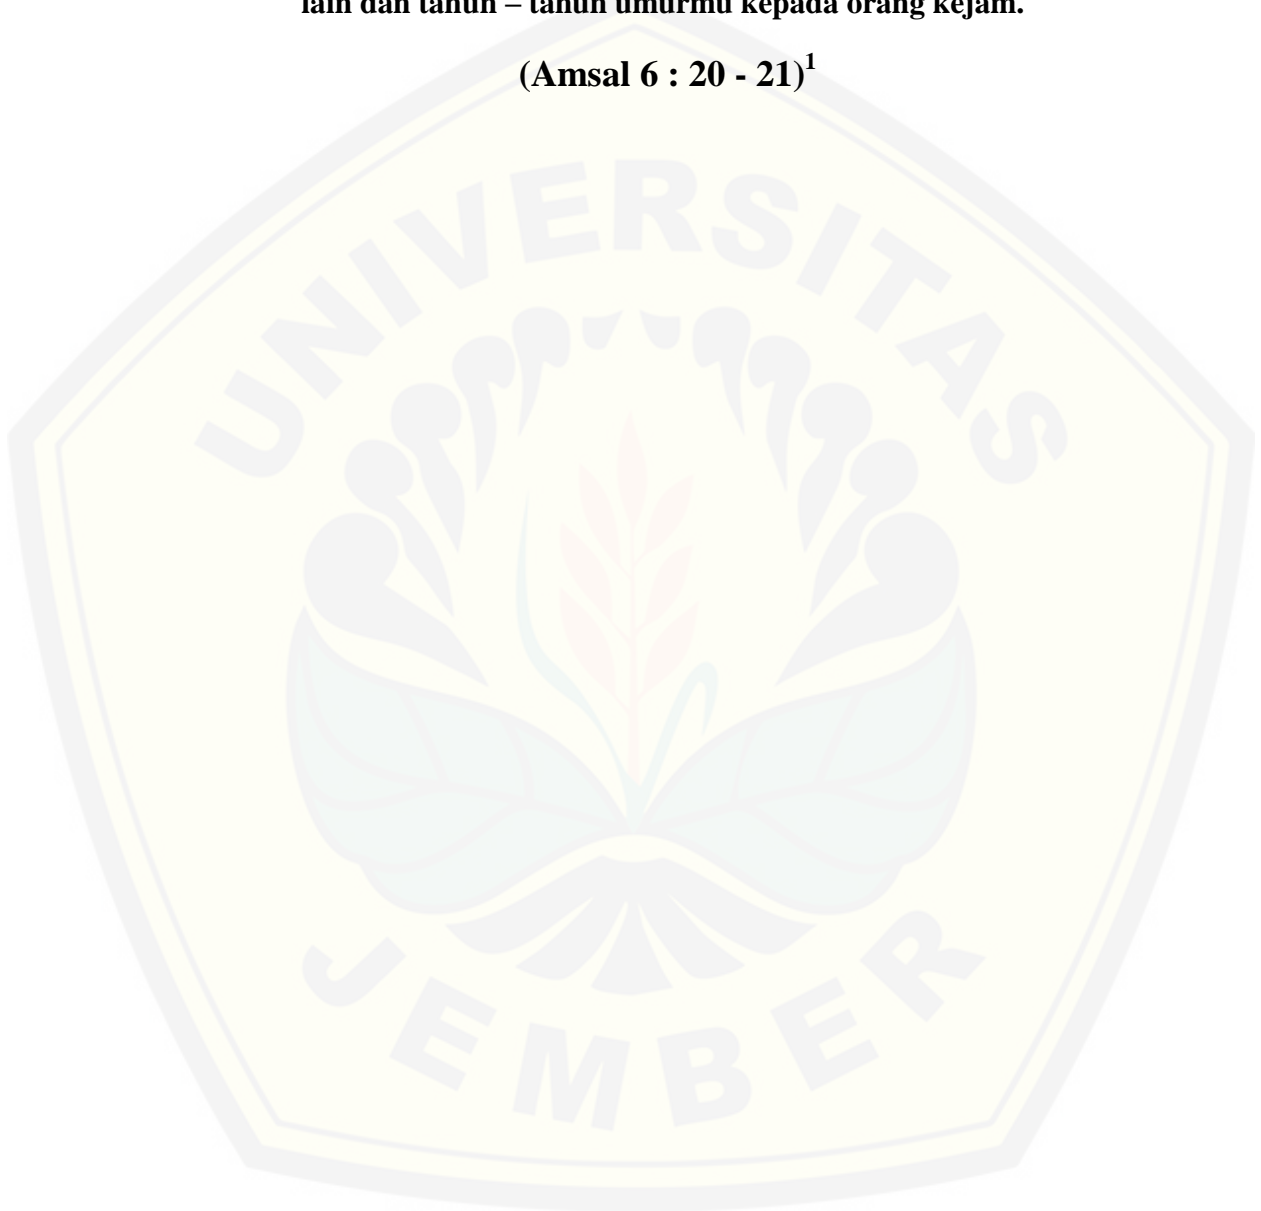 lain dan tahun – tahun umurmu kepada orang kejam.
(Amsal 6 : 20 - 21)1
UNIVERSITAS
JEMBER